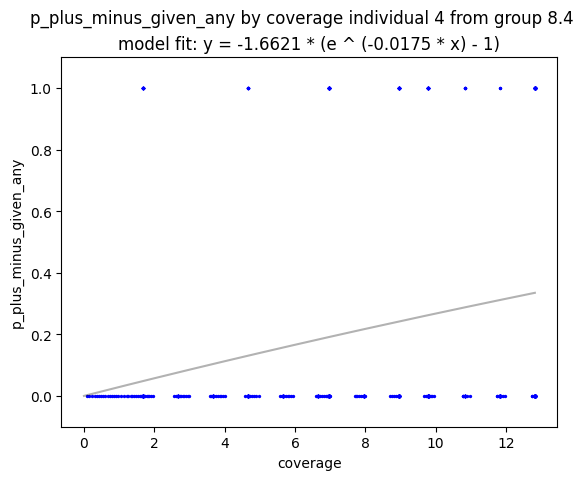 p_plus_minus_given_any by coverage individual 4 from group 8.4
model fit: y = -1.6621 * (e ^ (-0.0175 * x) - 1)
1.0
0.8
0.6
0.4
0.2
0.0
p_plus_minus_given_any
0 2 4 6 8 10 12
coverage